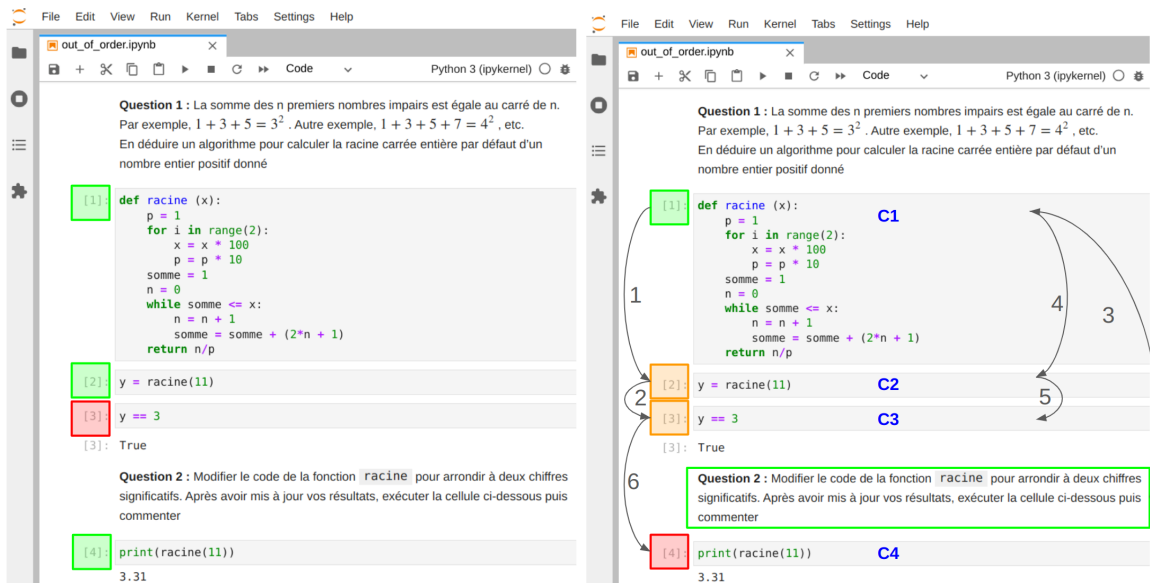 File Edit View Run Kernel Tabs Settings Help
out_of_order.ipynb
Code Python 3 (ipykernel)
Question 1 : La somme des n premiers nombres impairs est égale au carré de n.
Par exemple, 1 + 3 + 5 = 3² . Autre exemple, 1 + 3 + 5 + 7 = 4² , etc.
En déduire un algorithme pour calculer la racine carrée entière par défaut d'un
nombre entier positif donné
[1]: def racine (x):
p = 1
for i in range(2):
x = x * 100
p = p * 10
somme = 1
n = 0
while somme <= x:
n = n + 1
somme = somme + (2*n + 1)
return n/p
[2]: y = racine(11)
[3]: y == 3
[3]: True
Question 2 : Modifier le code de la fonction racine pour arrondir à deux chiffres
significatifs. Après avoir mis à jour vos résultats, exécuter la cellule ci-dessous puis
commenter
[4]: print(racine(11))
3.31
File Edit View Run Kernel Tabs Settings Help
out_of_order.ipynb
Code Python 3 (ipykernel)
Question 1 : La somme des n premiers nombres impairs est égale au carré de n.
Par exemple, 1 + 3 + 5 = 3² . Autre exemple, 1 + 3 + 5 + 7 = 4² , etc.
En déduire un algorithme pour calculer la racine carrée entière par défaut d'un
nombre entier positif donné
[1]: def racine (x): C1
p = 1
for i in range(2):
x = x * 100
p = p * 10
somme = 1
n = 0
while somme <= x:
n = n + 1
somme = somme + (2*n + 1)
return n/p
1
4
3
[2]: y = racine(11) C2
2
5
[3]: y == 3 C3
[3]: True
Question 2 : Modifier le code de la fonction racine pour arrondir à deux chiffres
significatifs. Après avoir mis à jour vos résultats, exécuter la cellule ci-dessous puis
commenter
6
[4]: print(racine(11)) C4
3.31